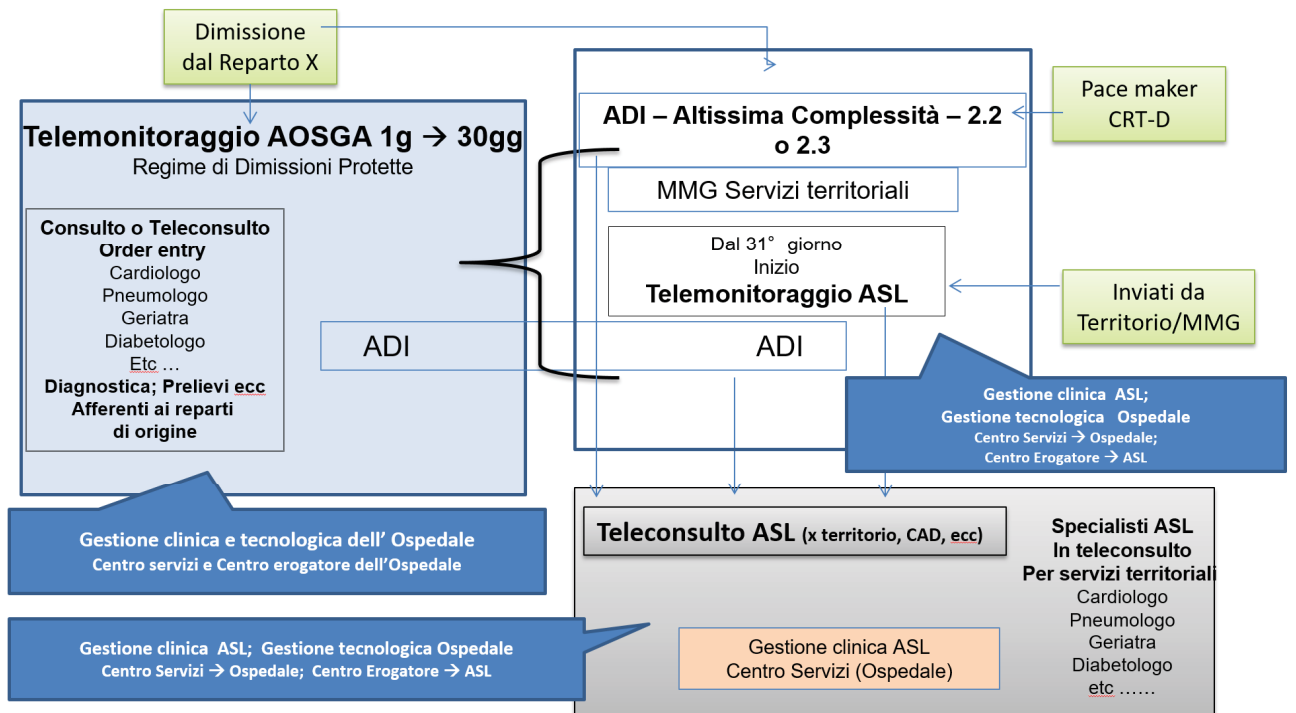 Dimissione
dal Reparto X
Telemonitoraggio AOSGA 1g → 30gg
Regime di Dimissioni Protette
Consulto o Teleconsulto
Order entry
Cardiologo
Pneumologo
Geriatra
Diabetologo
Etc …
Diagnostica; Prelievi ecc
Afferenti ai reparti
di origine
ADI
ADI – Altissima Complessità – 2.2
o 2.3
MMG Servizi territoriali
Dal 31° giorno
Inizio
Telemonitoraggio ASL
ADI
Pace maker
CRT-D
Inviati da
Territorio/MMG
Gestione clinica ASL;
Gestione tecnologica Ospedale
Centro Servizi → Ospedale;
Centro Erogatore → ASL
Gestione clinica e tecnologica dell’ Ospedale
Centro servizi e Centro erogatore dell’Ospedale
Gestione clinica ASL; Gestione tecnologica Ospedale
Centro Servizi → Ospedale; Centro Erogatore → ASL
Teleconsulto ASL (x territorio, CAD, ecc)
Gestione clinica ASL
Centro Servizi (Ospedale)
Specialisti ASL
In teleconsulto
Per servizi territoriali
Cardiologo
Pneumologo
Geriatra
Diabetologo
etc ……